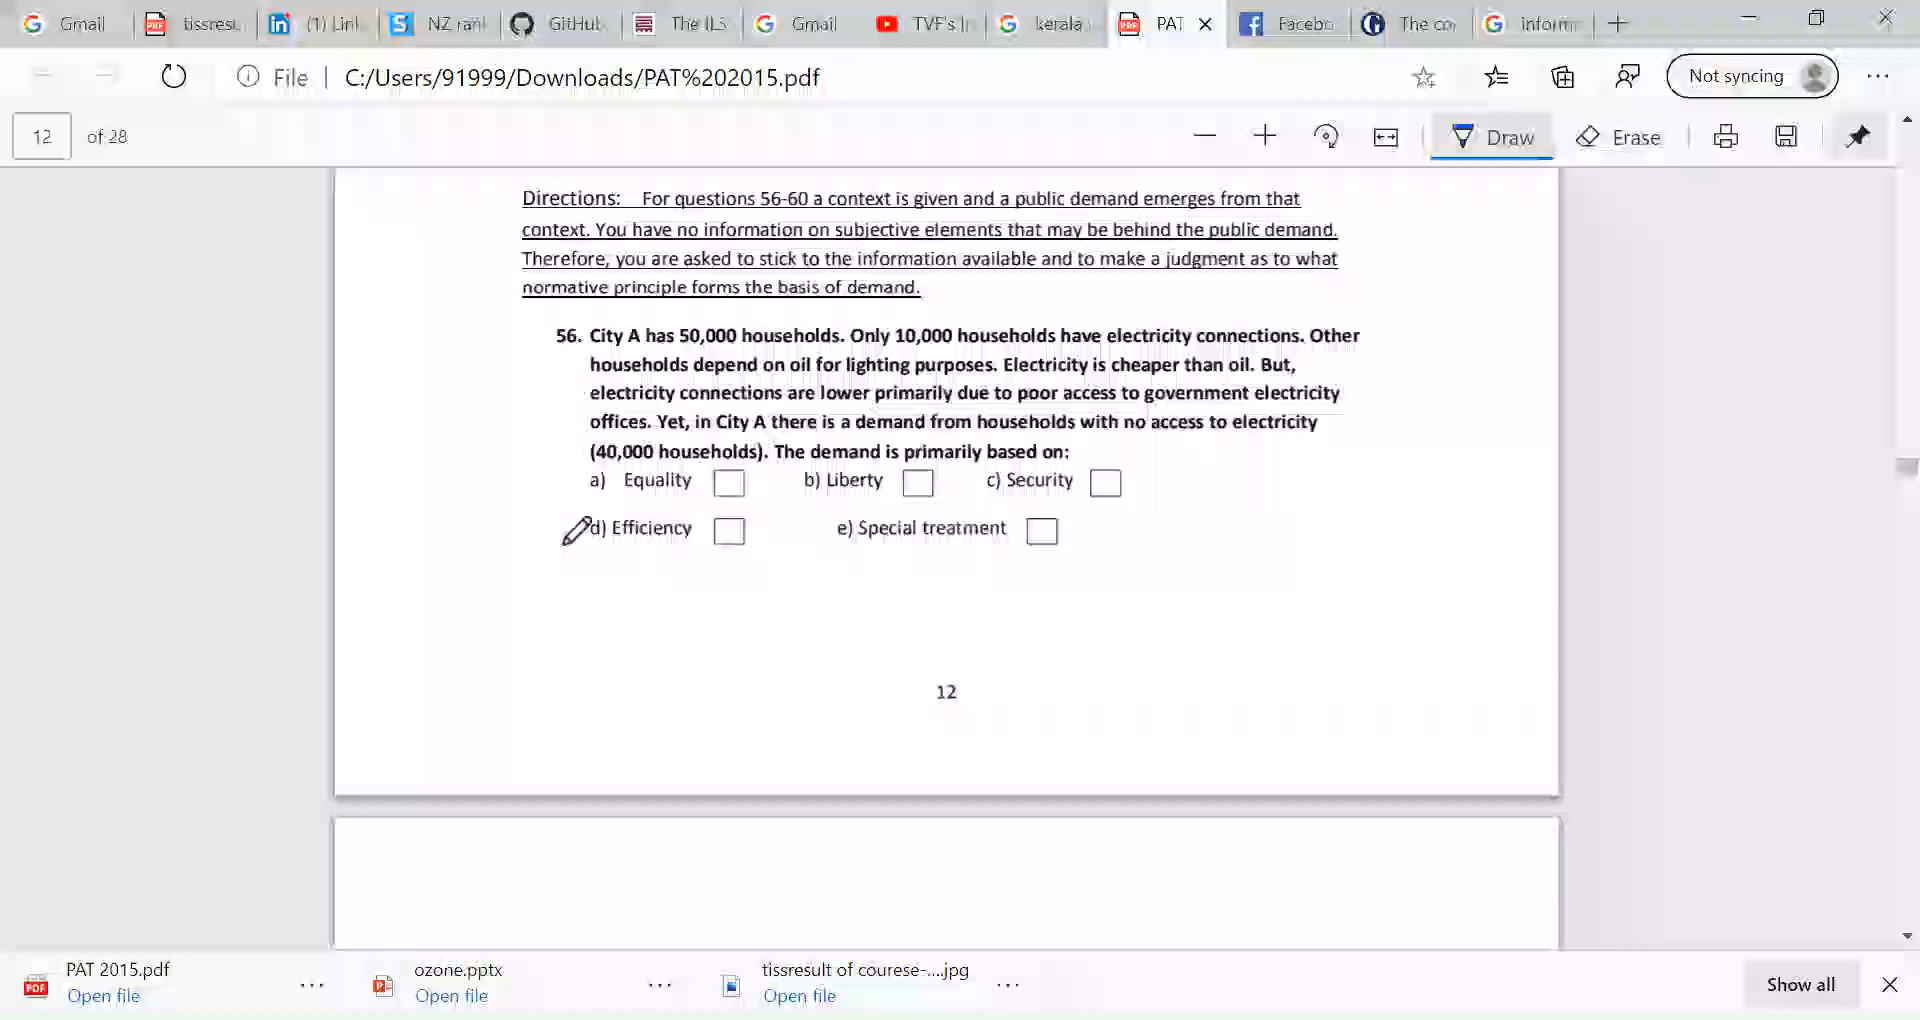 Gmail tissresu (1) Link NZ rank GitHub The ILS Gmail TVF's kerala PAT Facebo The co inform
File C:/Users/91999/Downloads/PAT%202015.pdf Not syncing
12 of 28 Draw Erase
Directions: For questions 56-60 a context is given and a public demand emerges from that
context. You have no information on subjective elements that may be behind the public demand.
Therefore, you are asked to stick to the information available and to make a judgment as to what
normative principle forms the basis of demand.
56. City A has 50,000 households. Only 10,000 households have electricity connections. Other
households depend on oil for lighting purposes. Electricity is cheaper than oil. But,
electricity connections are lower primarily due to poor access to government electricity
offices. Yet, in City A there is a demand from households with no access to electricity
(40,000 households). The demand is primarily based on:
a) Equality b) Liberty c) Security
d) Efficiency e) Special treatment
12
PAT 2015.pdf ozone.pptx tissresult of courese-....jpg
Open file Open file Open file Show all